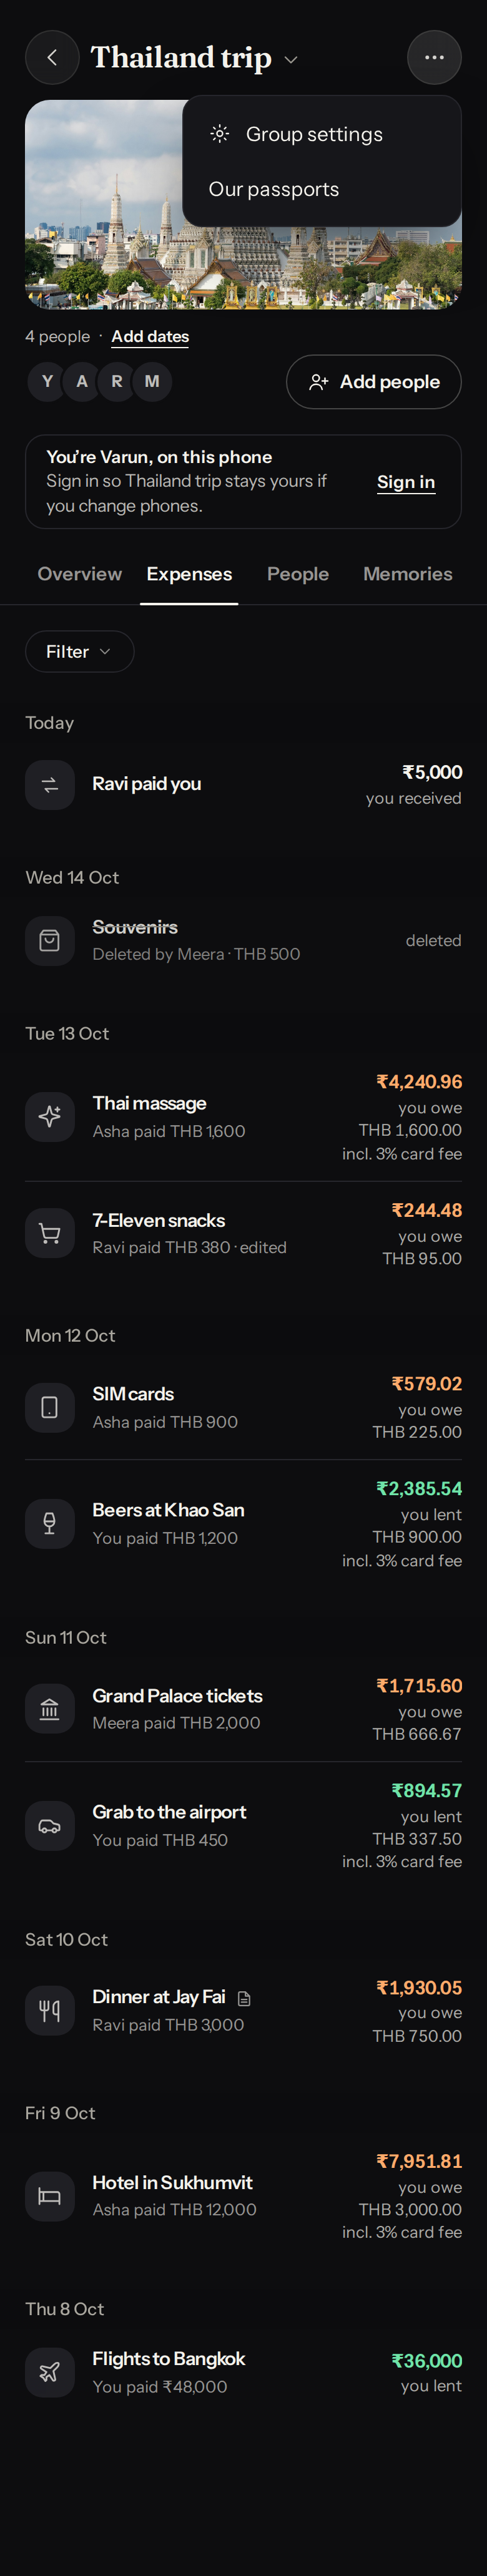 Thailand trip
Group settings
Our passports
4 people · Add dates
Y A R M
Add people
You're Varun, on this phone
Sign in so Thailand trip stays yours if
you change phones.
Sign in
Overview Expenses People Memories
Filter
Today
Ravi paid you
₹5,000
you received
Wed 14 Oct
Souvenirs
Deleted by Meera · THB 500
deleted
Tue 13 Oct
Thai massage
Asha paid THB 1,600
₹4,240.96
you owe
THB 1,600.00
incl. 3% card fee
7-Eleven snacks
Ravi paid THB 380 · edited
₹244.48
you owe
THB 95.00
Mon 12 Oct
SIM cards
Asha paid THB 900
₹579.02
you owe
THB 225.00
Beers at Khao San
You paid THB 1,200
₹2,385.54
you lent
THB 900.00
incl. 3% card fee
Sun 11 Oct
Grand Palace tickets
Meera paid THB 2,000
₹1,715.60
you owe
THB 666.67
Grab to the airport
You paid THB 450
₹894.57
you lent
THB 337.50
incl. 3% card fee
Sat 10 Oct
Dinner at Jay Fai
Ravi paid THB 3,000
₹1,930.05
you owe
THB 750.00
Fri 9 Oct
Hotel in Sukhumvit
Asha paid THB 12,000
₹7,951.81
you owe
THB 3,000.00
incl. 3% card fee
Thu 8 Oct
Flights to Bangkok
You paid ₹48,000
₹36,000
you lent